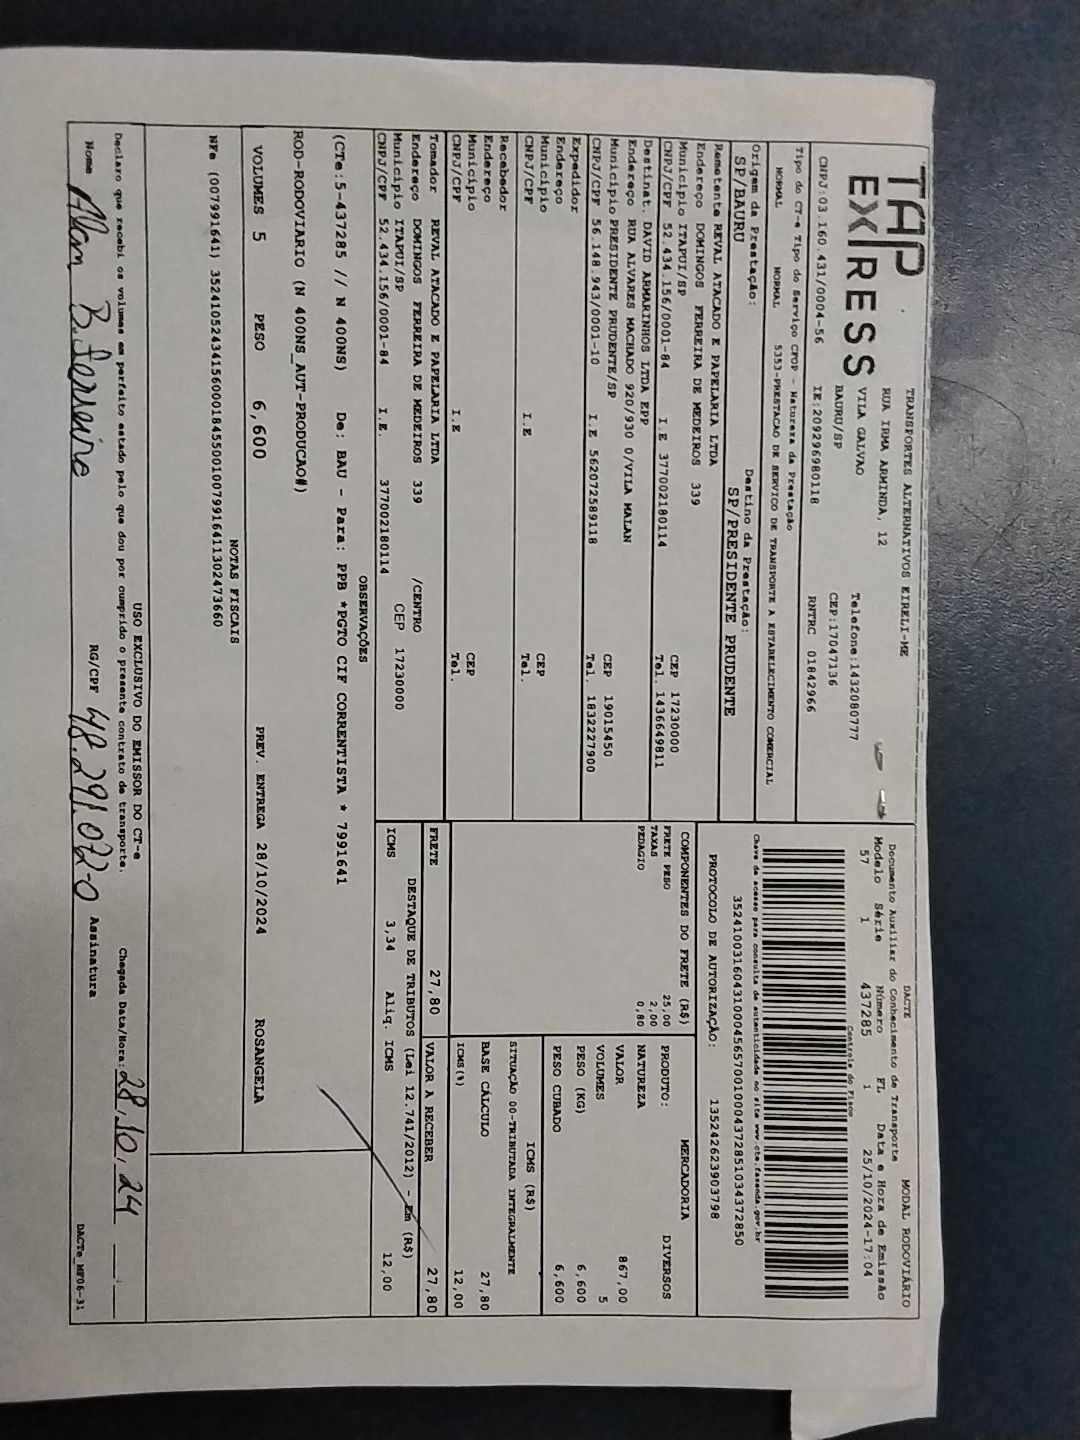 TAP EXPRESS
TRANSPORTES ALTERNATIVOS EIRELI-ME
RUA IRMA ARMINDA, 12
VILA GALVAO
BAURU/SP
Telefone:1432080777
CEP:17047136
CNPJ:03.160.431/0004-56 IE:209296980118 RNTRC 01842966
Tipo do CT-e Tipo do Serviço CFOP - Natureza da Prestação
NORMAL NORMAL 5353-PRESTACAO DE SERVICO DE TRANSPORTE A ESTABELECIMENTO COMERCIAL
Origem da Prestação: Destino da Prestação:
SP/BAURU SP/PRESIDENTE PRUDENTE
DACTE MODAL RODOVIÁRIO
Documento Auxiliar do Conhecimento de Transporte
Modelo Série Número FL Data e Hora de Emissão
57 1 437285 1 25/10/2024-17:04
Controle do Fisco
Chave de acesso para consulta de autenticidade no site www.cte.fazenda.gov.br
PROTOCOLO DE AUTORIZAÇÃO: 135242623903798
Remetente REVAL ATACADO E PAPELARIA LTDA
Endereço DOMINGOS FERREIRA DE MEDEIROS 339
Municipio ITAPUI/SP CEP 17230000
CNPJ/CPF 52.434.156/0001-84 I.E 377002180114 Tel. 1436649811
Destinat. DAVID ARMARINHOS LTDA EPP
Endereço RUA ALVARES MACHADO 920/930 0/VILA MALAN
Municipio PRESIDENTE PRUDENTE/SP CEP 19015450
CNPJ/CPF 56.148.943/0001-10 I.E 562072589118 Tel. 1832227900
Expedidor
Endereço
Municipio CEP
CNPJ/CPF I.E Tel.
Recebedor
Endereço
Municipio CEP
CNPJ/CPF I.E Tel.
Tomador REVAL ATACADO E PAPELARIA LTDA
Endereço DOMINGOS FERREIRA DE MEDEIROS 339 /CENTRO
Municipio ITAPUI/SP CEP 17230000
CNPJ/CPF 52.434.156/0001-84 I.E. 377002180114
COMPONENTES DO FRETE (R$)
FRETE PESO 25,00
TAXAS 2,00
PEDAGIO 0,80
MERCADORIA
PRODUTO: DIVERSOS
NATUREZA
VALOR 867,00
VOLUMES 5
PESO (KG) 6,600
PESO CUBADO 6,600
ICMS (R$)
SITUAÇÃO 00-TRIBUTADA INTEGRALMENTE
BASE CÁLCULO 27,80
ICMS(%) 12,00
FRETE 27,80 VALOR A RECEBER 27,80
DESTAQUE DE TRIBUTOS (Lei 12.741/2012) - Em (R$)
ICMS 3,34 Aliq. ICMS 12,00
OBSERVAÇÕES
(CTe:5-437285 // N 400NS) De: BAU - Para: PPB *PGTO CIF CORRENTISTA * 7991641
ROD-RODOVIARIO (N 400NS_AUT-PRODUCAO#)
VOLUMES 5 PESO 6,600 PREV. ENTREGA 28/10/2024 ROSANGELA
NOTAS FISCAIS
USO EXCLUSIVO DO EMISSOR DO CT-e
Declaro que recebi os volumes em perfeito estado pelo que dou por cumprido o presente contrato de transporte. Chegada Data/Hora: 28,10,24
Nome Alan B. Ferreira RG/CPF 48.291.072-0 Assinatura
DACTe_MF06-31